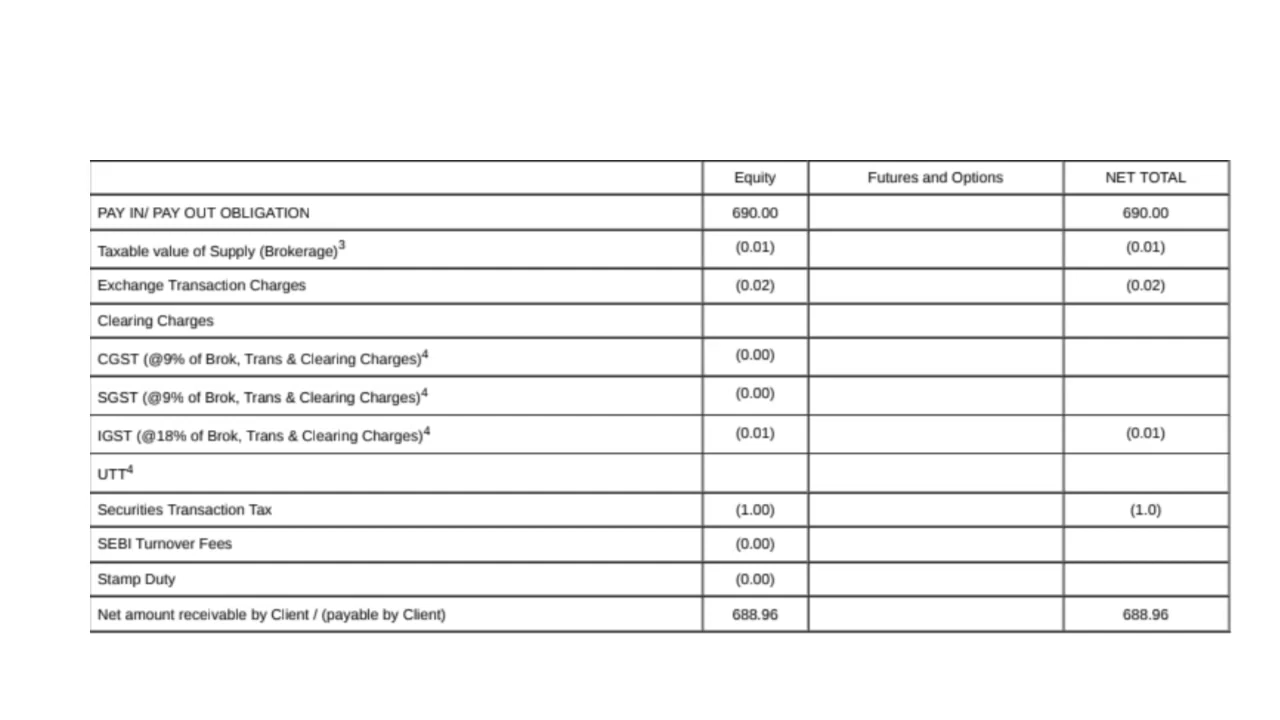 Equity Futures and Options NET TOTAL
PAY IN/ PAY OUT OBLIGATION 690.00 690.00
Taxable value of Supply (Brokerage)3 (0.01) (0.01)
Exchange Transaction Charges (0.02) (0.02)
Clearing Charges
CGST (@9% of Brok, Trans & Clearing Charges)4 (0.00)
SGST (@9% of Brok, Trans & Clearing Charges)4 (0.00)
IGST (@18% of Brok, Trans & Clearing Charges)4 (0.01) (0.01)
UTT4
Securities Transaction Tax (1.00) (1.0)
SEBI Turnover Fees (0.00)
Stamp Duty (0.00)
Net amount receivable by Client / (payable by Client) 688.96 688.96